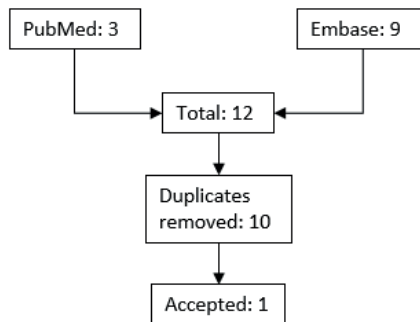 PubMed: 3
Embase: 9
Total: 12
Duplicates
removed: 10
Accepted: 1